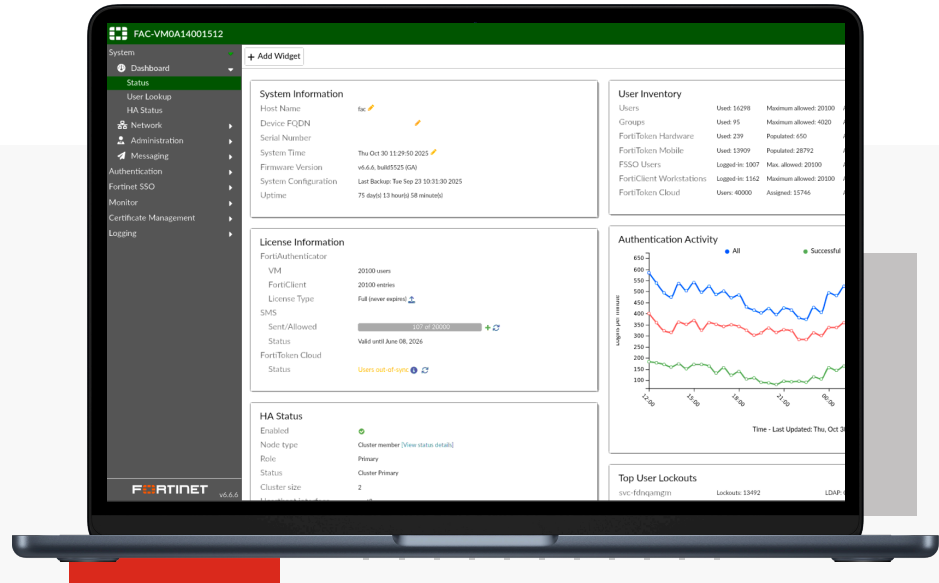 FAC-VM0A14001512
System
Dashboard
Status
User Lookup
HA Status
Network
Administration
Messaging
Authentication
Fortinet SSO
Monitor
Certificate Management
Logging
FORTINET v6.6.6
+ Add Widget
System Information
Host Name fac
Device FQDN
Serial Number
System Time Thu Oct 30 11:29:50 2025
Firmware Version v6.6.6, build5525 (GA)
System Configuration Last Backup: Tue Sep 23 10:31:30 2025
Uptime 75 day(s) 13 hour(s) 58 minute(s)
License Information
FortiAuthenticator
VM 20100 users
FortiClient 20100 entries
License Type Full (never expires)
SMS
Sent/Allowed 107 of 20000
Status Valid until June 08, 2026
FortiToken Cloud
Status Users out-of-sync
HA Status
Enabled
Node type Cluster member [View status details]
Role Primary
Status Cluster Primary
Cluster size 2
User Inventory
Users Used: 16298 Maximum allowed: 20100
Groups Used: 95 Maximum allowed: 4020
FortiToken Hardware Used: 239 Populated: 650
FortiToken Mobile Used: 13909 Populated: 28792
FSSO Users Logged-in: 1007 Max. allowed: 20100
FortiClient Workstations Logged-in: 1162 Maximum allowed: 20100
FortiToken Cloud Users: 40000 Assigned: 15746
Authentication Activity
All Successful
Logins per minute
650
600
550
500
450
400
350
300
250
200
150
100
12:00 15:00 18:00 21:00 00:00
Time - Last Updated: Thu, Oct 30
Top User Lockouts
svc-fdnqamgm Lockouts: 13492 LDAP: